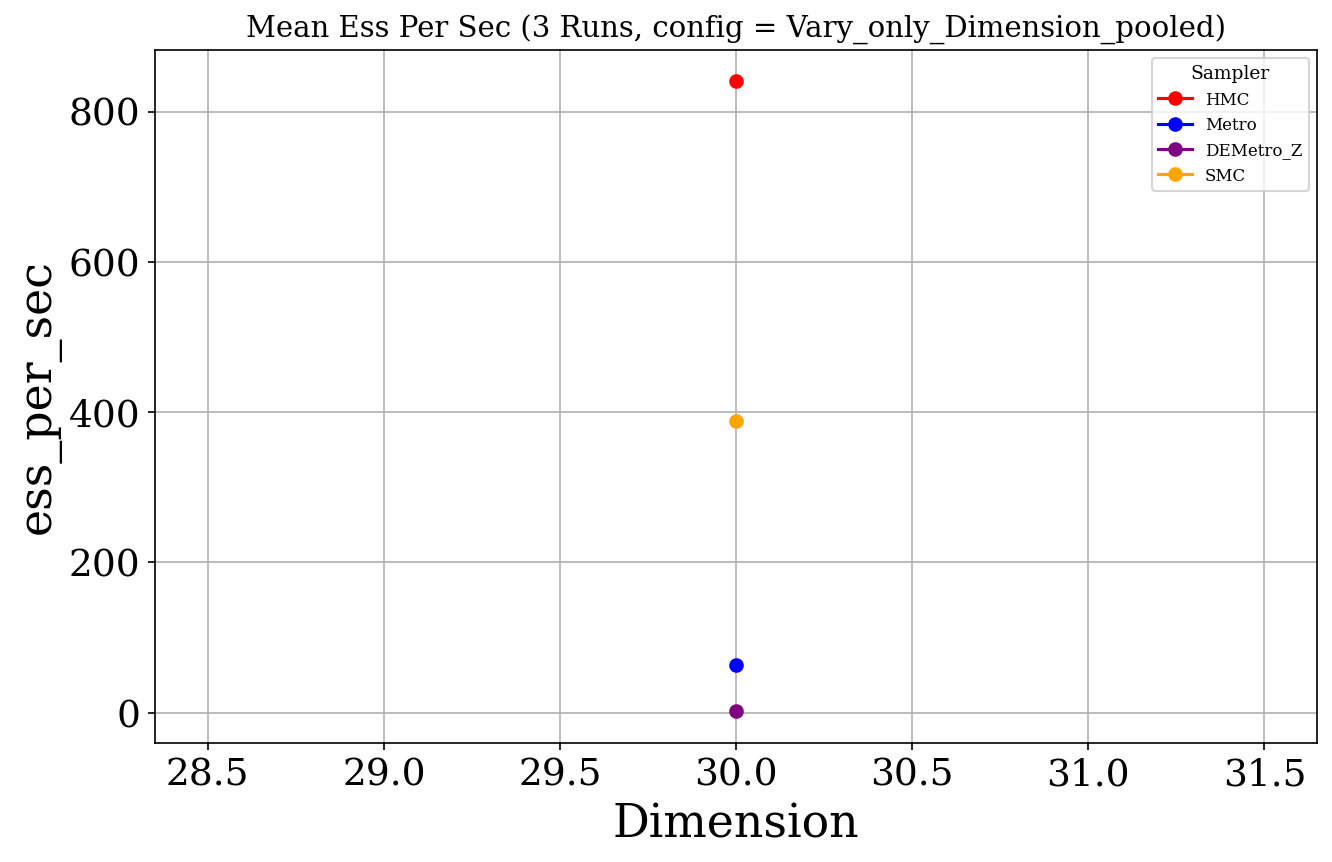 Mean Ess Per Sec (3 Runs, config = Vary_only_Dimension_pooled)
Sampler
HMC
Metro
DEMetro_Z
SMC
ess_per_sec
800
600
400
200
0
28.5 29.0 29.5 30.0 30.5 31.0 31.5
Dimension